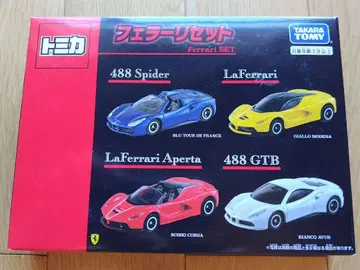 トミカ
フェラーリセット
Ferrari SET
TAKARA
TOMY
488 Spider
LaFerrari
BLU TOUR DE FRANCE
GIALLO MODENA
LaFerrari Aperta
488 GTB
ROSSO CORSA
BIANCO AVUS